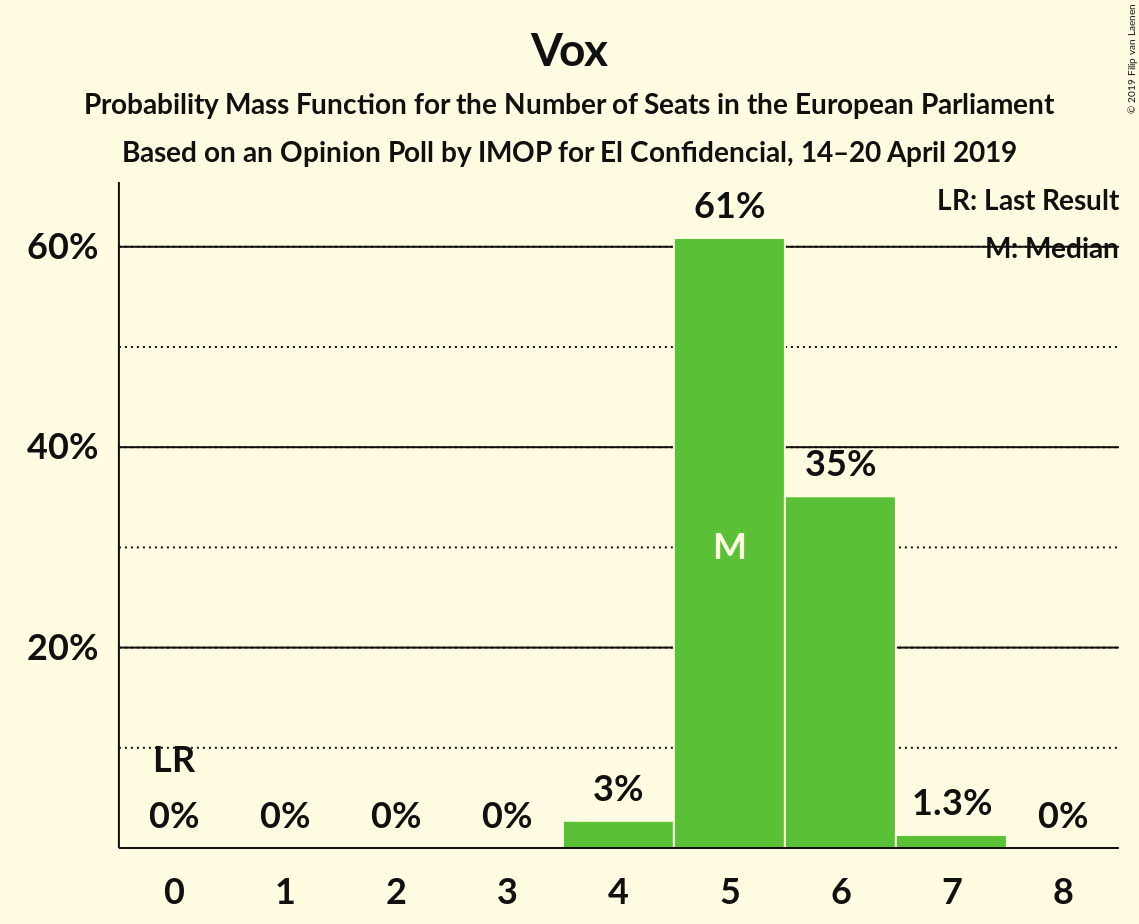 Vox
Probability Mass Function for the Number of Seats in the European Parliament
Based on an Opinion Poll by IMOP for El Confidencial, 14–20 April 2019
© 2019 Filip van Laenen
LR: Last Result
M: Median
61%
60%
40%
35%
M
20%
LR
0% 0% 0% 0% 3% 1.3% 0%
0 1 2 3 4 5 6 7 8